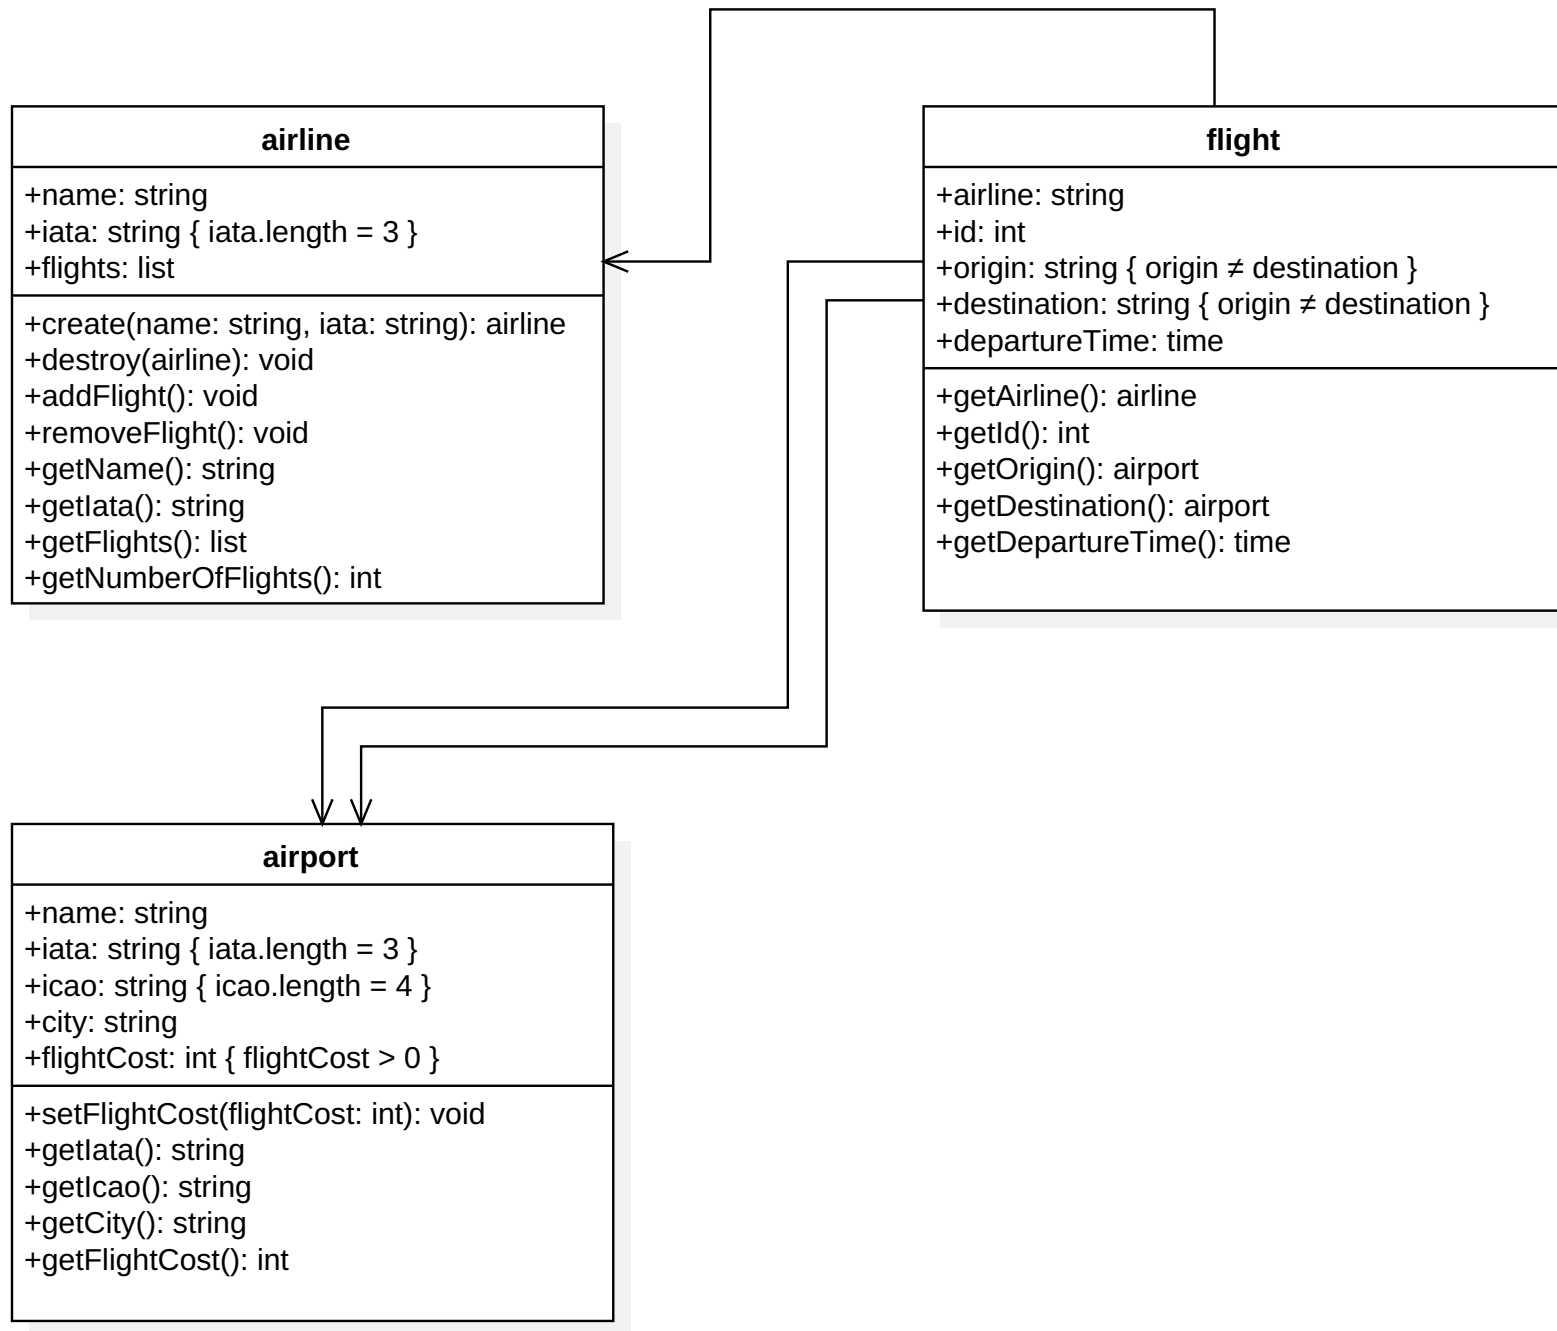 airline
+name: string
+iata: string { iata.length = 3 }
+flights: list
+create(name: string, iata: string): airline
+destroy(airline): void
+addFlight(): void
+removeFlight(): void
+getName(): string
+getIata(): string
+getFlights(): list
+getNumberOfFlights(): int
flight
+airline: string
+id: int
+origin: string { origin ≠ destination }
+destination: string { origin ≠ destination }
+departureTime: time
+getAirline(): airline
+getId(): int
+getOrigin(): airport
+getDestination(): airport
+getDepartureTime(): time
airport
+name: string
+iata: string { iata.length = 3 }
+icao: string { icao.length = 4 }
+city: string
+flightCost: int { flightCost > 0 }
+setFlightCost(flightCost: int): void
+getIata(): string
+getIcao(): string
+getCity(): string
+getFlightCost(): int